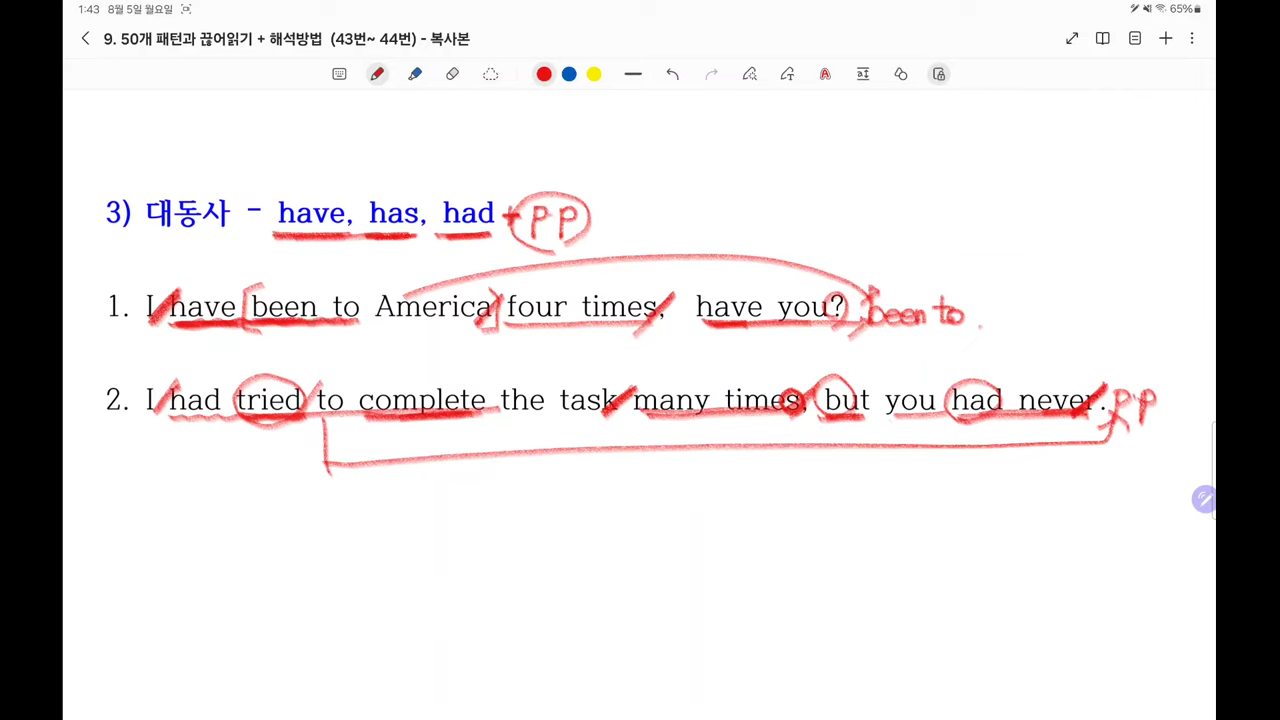 1:43 8월 5일 월요일 65%
9. 50개 패턴과 끊어읽기 + 해석방법 (43번~ 44번) - 복사본
3) 대동사 - have, has, had + PP
1. I have been to America four times, have you? been to
2. I had tried to complete the task many times, but you had never. PP